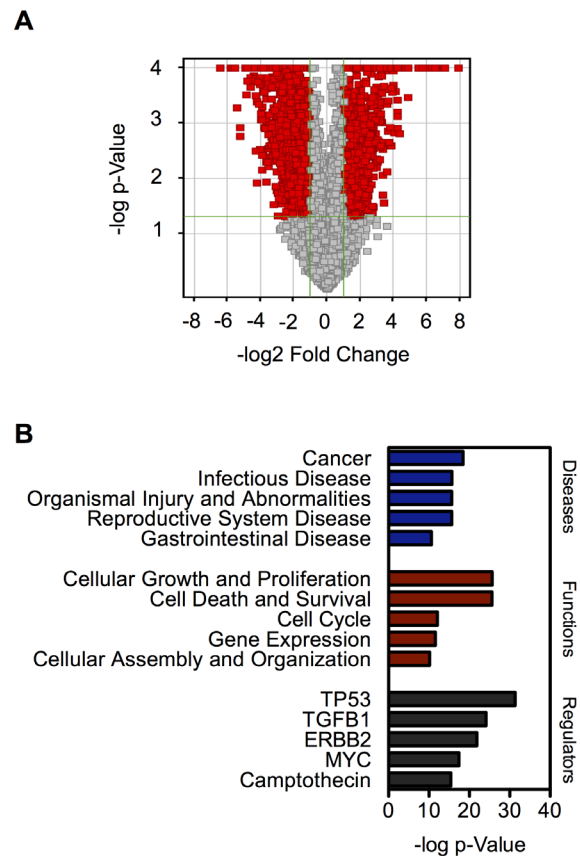 A
4
3
2
1
-log p-Value
-8 -6 -4 -2 0 2 4 6 8
-log2 Fold Change
B
Cancer
Infectious Disease
Organismal Injury and Abnormalities
Reproductive System Disease
Gastrointestinal Disease
Diseases
Cellular Growth and Proliferation
Cell Death and Survival
Cell Cycle
Gene Expression
Cellular Assembly and Organization
Functions
TP53
TGFB1
ERBB2
MYC
Camptothecin
Regulators
0 10 20 30 40
-log p-Value